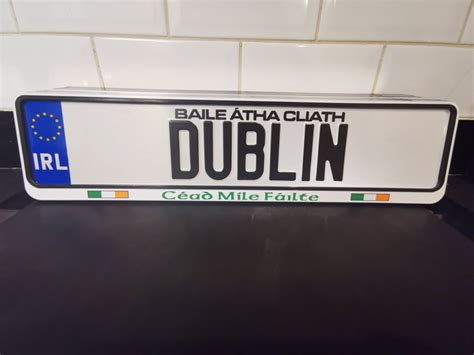 BAILE ÁTHA CLIATH
IRL
DUBLIN
Céad Míle Fáilte